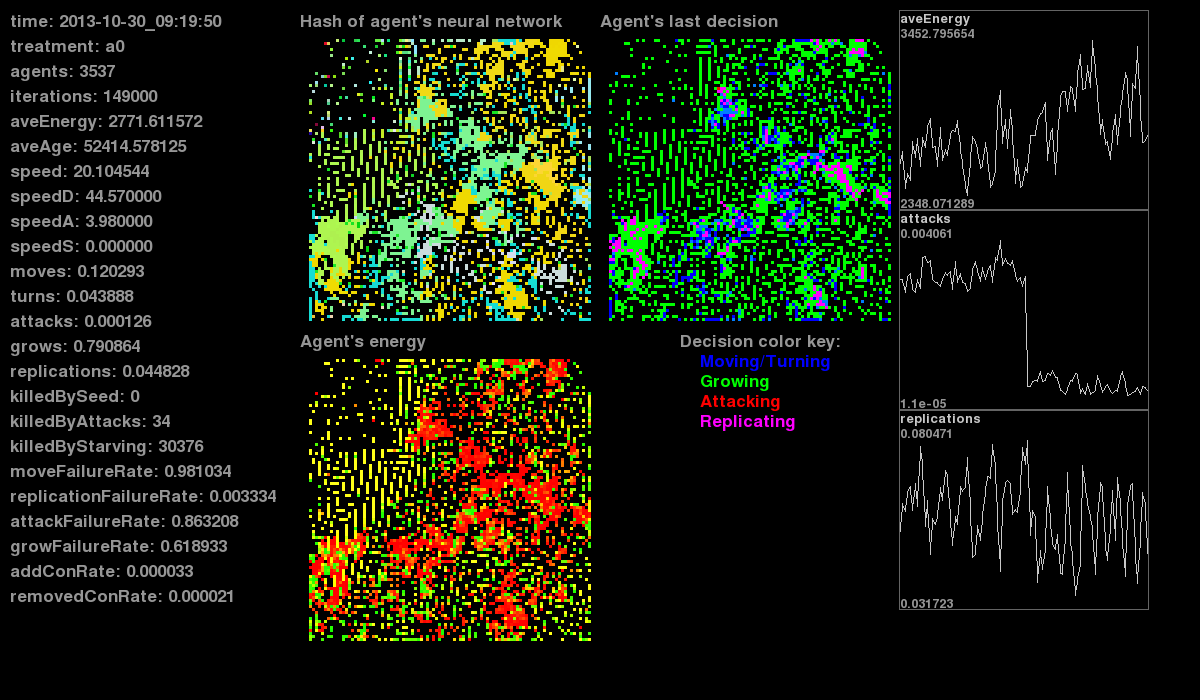 time: 2013-10-30_09:19:50
treatment: a0
agents: 3537
iterations: 149000
aveEnergy: 2771.611572
aveAge: 52414.578125
speed: 20.104544
speedD: 44.570000
speedA: 3.980000
speedS: 0.000000
moves: 0.120293
turns: 0.043888
attacks: 0.000126
grows: 0.790864
replications: 0.044828
killedBySeed: 0
killedByAttacks: 34
killedByStarving: 30376
moveFailureRate: 0.981034
replicationFailureRate: 0.003334
attackFailureRate: 0.863208
growFailureRate: 0.618933
addConRate: 0.000033
removedConRate: 0.000021
Hash of agent's neural network
Agent's last decision
Agent's energy
Decision color key:
Moving/Turning
Growing
Attacking
Replicating
aveEnergy
3452.795654
2348.071289
attacks
0.004061
1.1e-05
replications
0.080471
0.031723